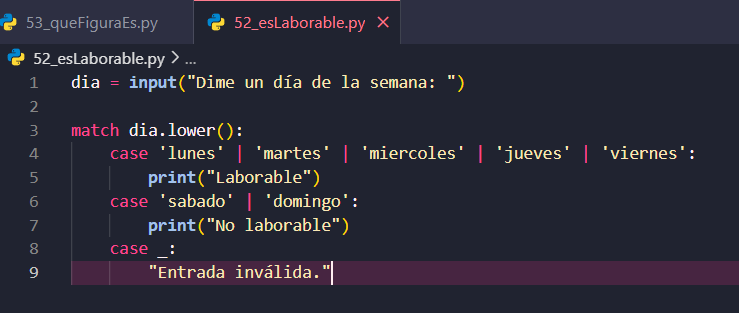 53_queFiguraEs.py 52_esLaborable.py ×
52_esLaborable.py > ...
1 dia = input("Dime un día de la semana: ")
2
3 match dia.lower():
4     case 'lunes' | 'martes' | 'miercoles' | 'jueves' | 'viernes':
5         print("Laborable")
6     case 'sabado' | 'domingo':
7         print("No laborable")
8     case _:
9         "Entrada inválida."